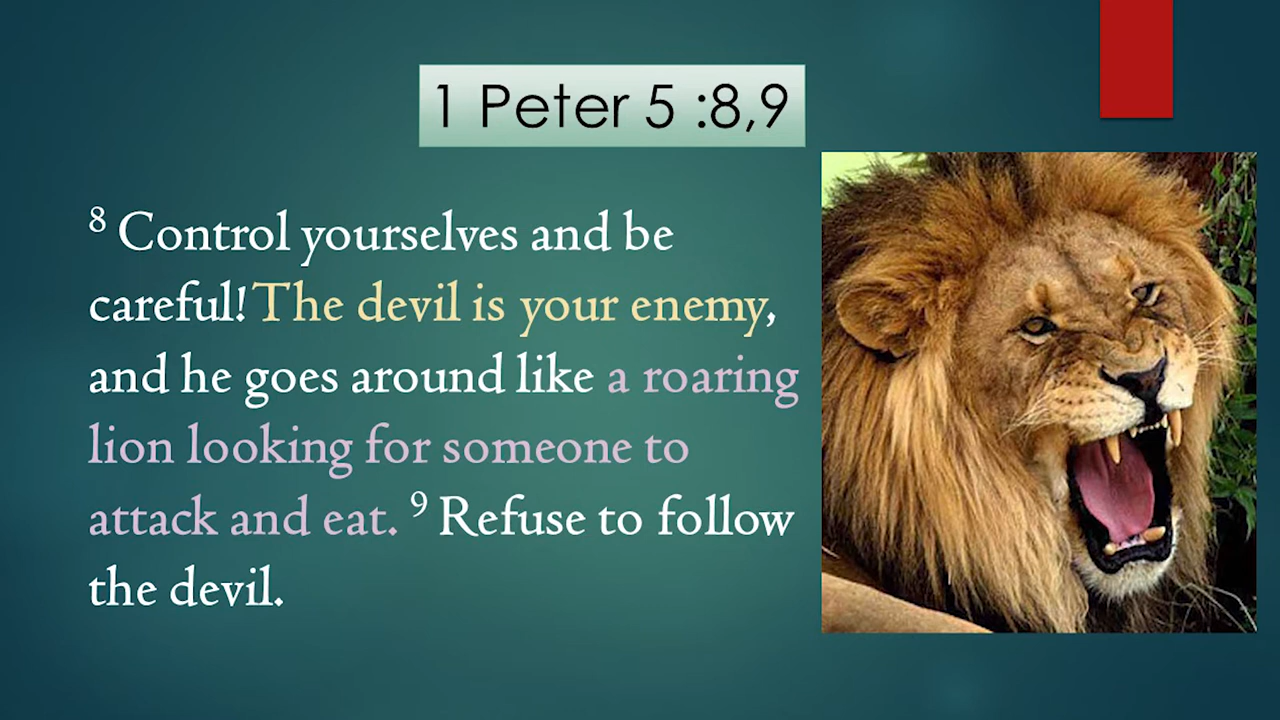 1 Peter 5 :8,9
8 Control yourselves and be
careful! The devil is your enemy,
and he goes around like a roaring
lion looking for someone to
attack and eat. 9 Refuse to follow
the devil.